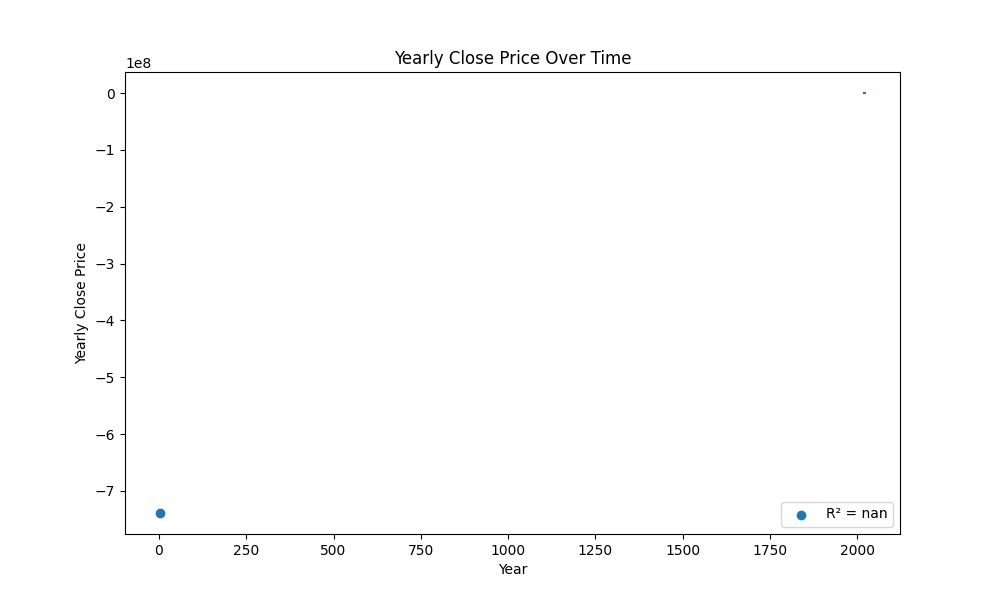 Yearly Close Price Over Time
1e8
0
−1
−2
−3
−4
−5
−6
−7
Yearly Close Price
R² = nan
0 250 500 750 1000 1250 1500 1750 2000
Year